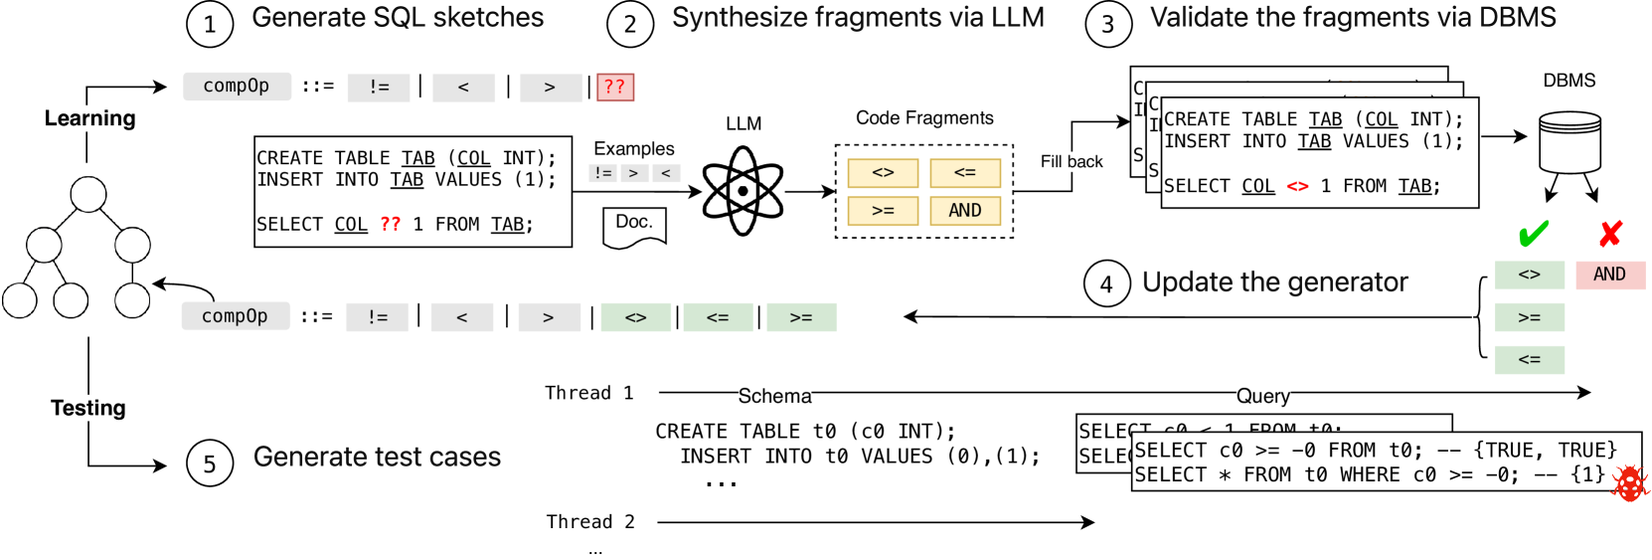 1 Generate SQL sketches
2 Synthesize fragments via LLM
3 Validate the fragments via DBMS
Learning
compOp ::= != | < | > | ??
CREATE TABLE TAB (COL INT);
INSERT INTO TAB VALUES (1);
SELECT COL ?? 1 FROM TAB;
Examples
!= > <
Doc.
LLM
Code Fragments
<> <=
>= AND
Fill back
CREATE TABLE TAB (COL INT);
INSERT INTO TAB VALUES (1);
SELECT COL <> 1 FROM TAB;
DBMS
<> AND
>=
<=
4 Update the generator
compOp ::= != | < | > | <> | <= | >=
Testing
5 Generate test cases
Thread 1
Schema
Query
CREATE TABLE t0 (c0 INT);
INSERT INTO t0 VALUES (0),(1);
...
SELECT c0 < 1 FROM t0;
SELEC
SELECT c0 >= −0 FROM t0; −− {TRUE, TRUE}
SELECT * FROM t0 WHERE c0 >= −0; −− {1}
Thread 2
...